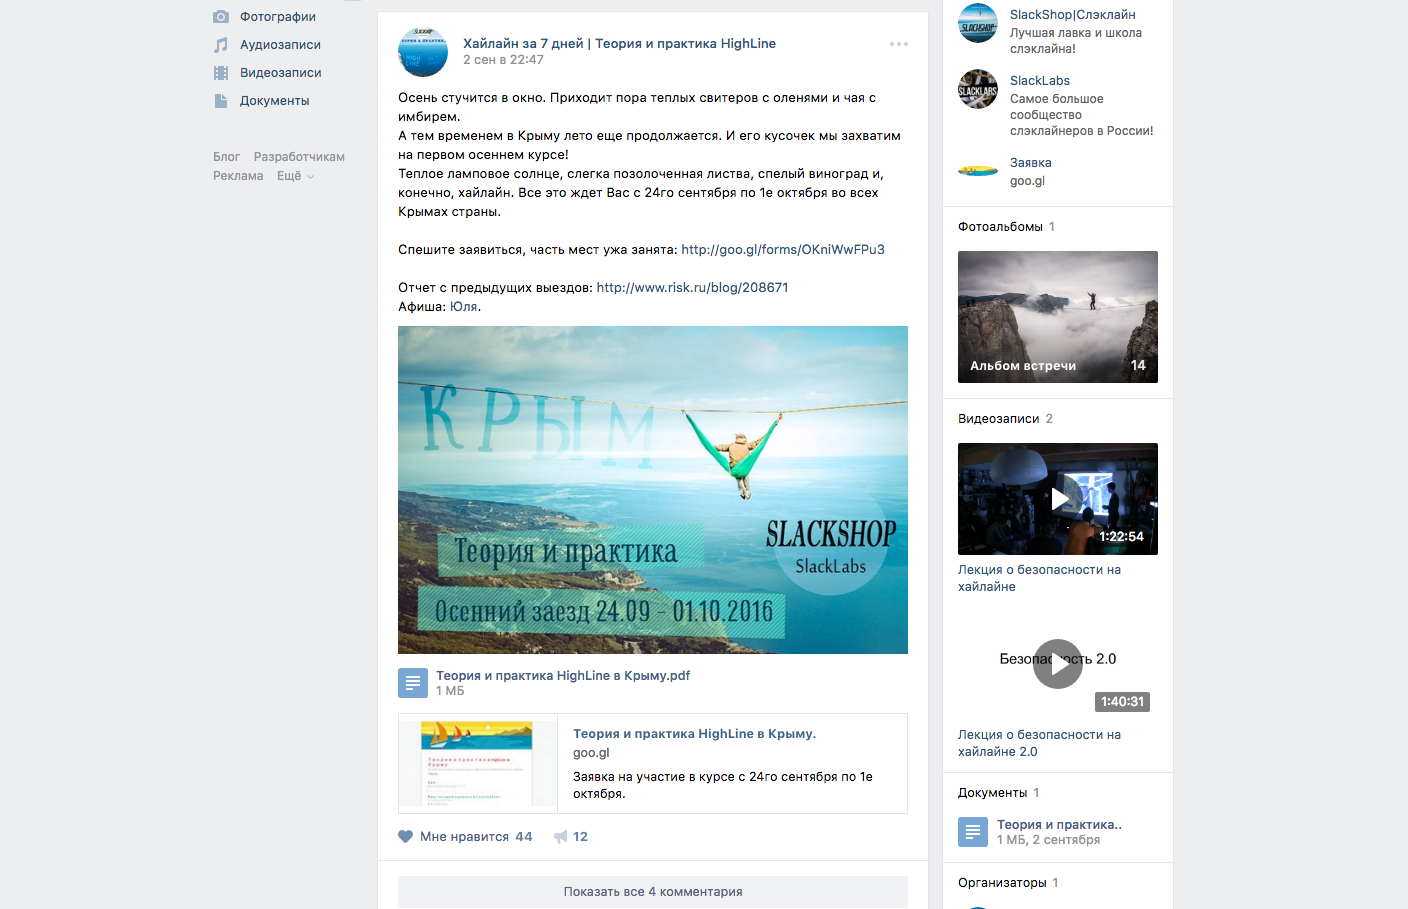 Фотографии
Аудиозаписи
Видеозаписи
Документы
Блог Разработчикам
Реклама Ещё
Хайлайн за 7 дней | Теория и практика HighLine
2 сен в 22:47
Осень стучится в окно. Приходит пора теплых свитеров с оленями и чая с
имбирем.
А тем временем в Крыму лето еще продолжается. И его кусочек мы захватим
на первом осеннем курсе!
Теплое ламповое солнце, слегка позолоченная листва, спелый виноград и,
конечно, хайлайн. Все это ждет Вас с 24го сентября по 1е октября во всех
Крымах страны.
Спешите заявиться, часть мест ужа занята: http://goo.gl/forms/OKniWwFPu3
Отчет с предыдущих выездов: http://www.risk.ru/blog/208671
Афиша: Юля.
КРЫМ
SLACKSHOP
SlackLabs
Теория и практика
Осенний заезд 24.09 - 01.10.2016
Теория и практика HighLine в Крыму.pdf
1 МБ
Теория и практика HighLine в Крыму.
goo.gl
Заявка на участие в курсе с 24го сентября по 1е
октября.
Мне нравится 44 12
Показать все 4 комментария
SlackShop|Слэклайн
Лучшая лавка и школа
слэклайна!
SLACKLABS
SlackLabs
Самое большое
сообщество
слэклайнеров в России!
Заявка
goo.gl
Фотоальбомы 1
Альбом встречи 14
Видеозаписи 2
1:22:54
Лекция о безопасности на
хайлайне
Безопасность 2.0
1:40:31
Лекция о безопасности на
хайлайне 2.0
Документы 1
Теория и практика..
1 МБ, 2 сентября
Организаторы 1